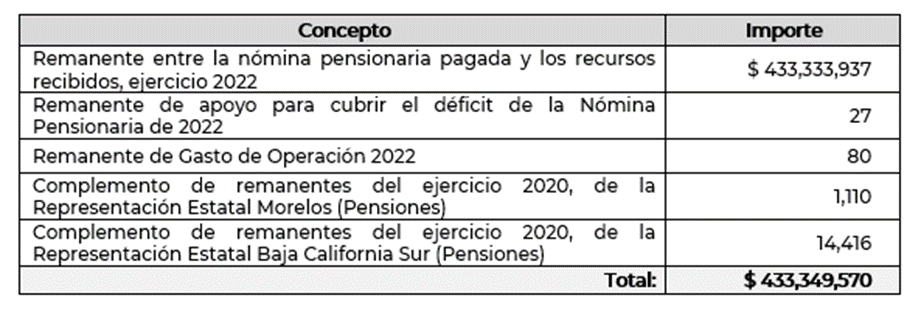 Concepto Importe
Remanente entre la nómina pensionaria pagada y los recursos
recibidos, ejercicio 2022 $ 433,333,937
Remanente de apoyo para cubrir el déficit de la Nómina
Pensionaria de 2022 27
Remanente de Gasto de Operación 2022 80
Complemento de remanentes del ejercicio 2020, de la
Representación Estatal Morelos (Pensiones) 1,110
Complemento de remanentes del ejercicio 2020, de la
Representación Estatal Baja California Sur (Pensiones) 14,416
Total: $ 433,349,570